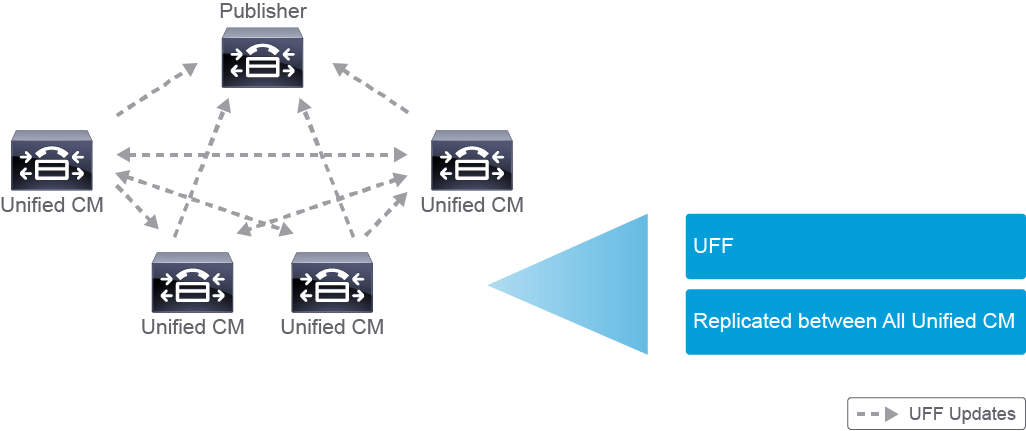 Publisher
Unified CM
Unified CM
Unified CM
Unified CM
UFF
Replicated between All Unified CM
UFF Updates